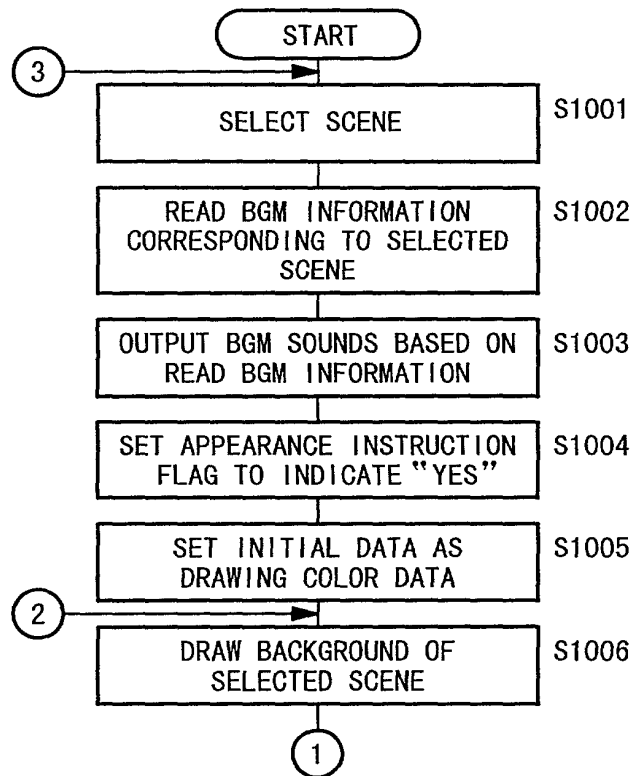 START
3
SELECT SCENE
S1001
READ BGM INFORMATION
CORRESPONDING TO SELECTED
SCENE
S1002
OUTPUT BGM SOUNDS BASED ON
READ BGM INFORMATION
S1003
SET APPEARANCE INSTRUCTION
FLAG TO INDICATE “YES”
S1004
SET INITIAL DATA AS
DRAWING COLOR DATA
S1005
2
DRAW BACKGROUND OF
SELECTED SCENE
S1006
1